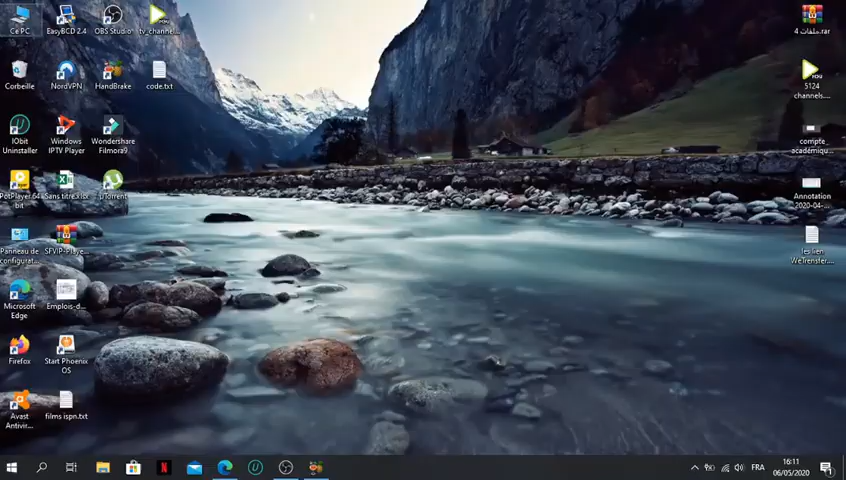 Ce PC
EasyBCD 2.4
OBS Studio
tv_channel...
Corbeille
NordVPN
HandBrake
code.txt
IObit
Uninstaller
Windows
IPTV Player
Wondershare
Filmora9
PotPlayer 64
bit
Sans titre.xlsx
uTorrent
Panneau de
configurat...
SFVIP-Playe...
Microsoft
Edge
Emplois-d...
Firefox
Start Phoenix
OS
Avast
Antivir...
films ispn.txt
ملفات 4.rar
5124
channels....
compte_
academiqu...
Annotation
2020-04-...
les lien
WeTransfer....
FRA
16:11
06/05/2020